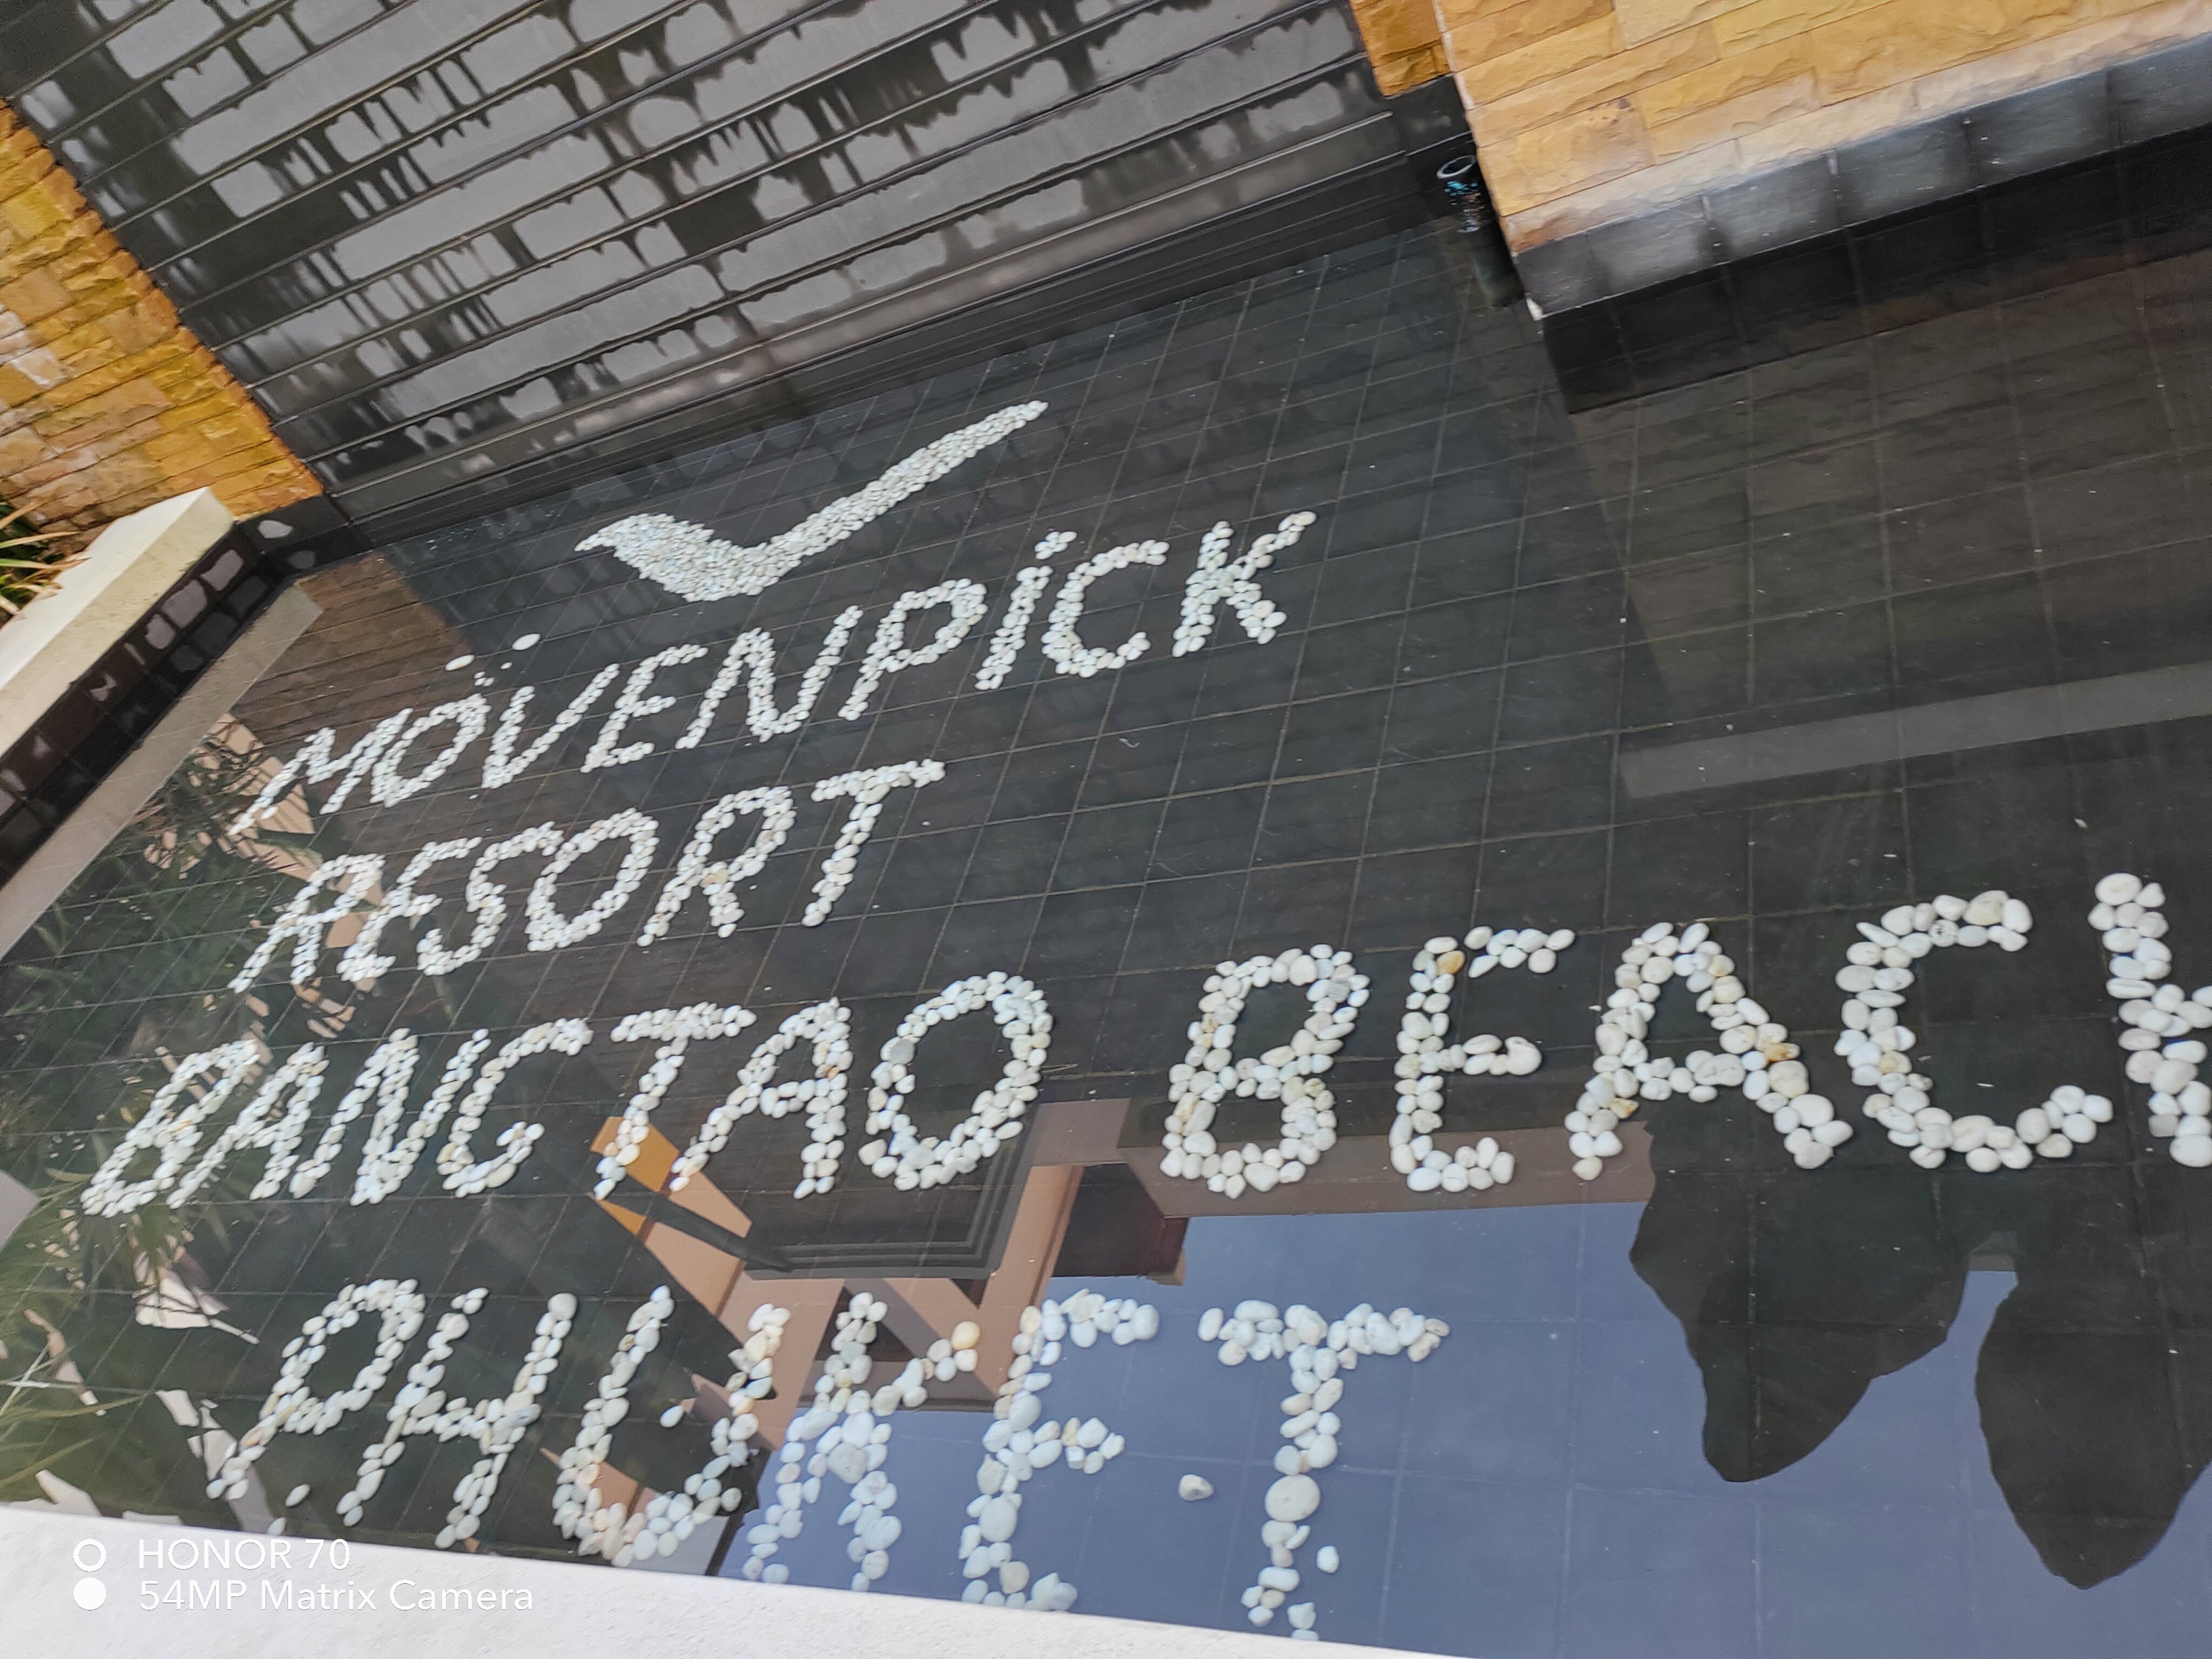 MÖVENPiCK
RESORT
BANGTAO BEACH
PHUKET
HONOR 70
54MP Matrix Camera